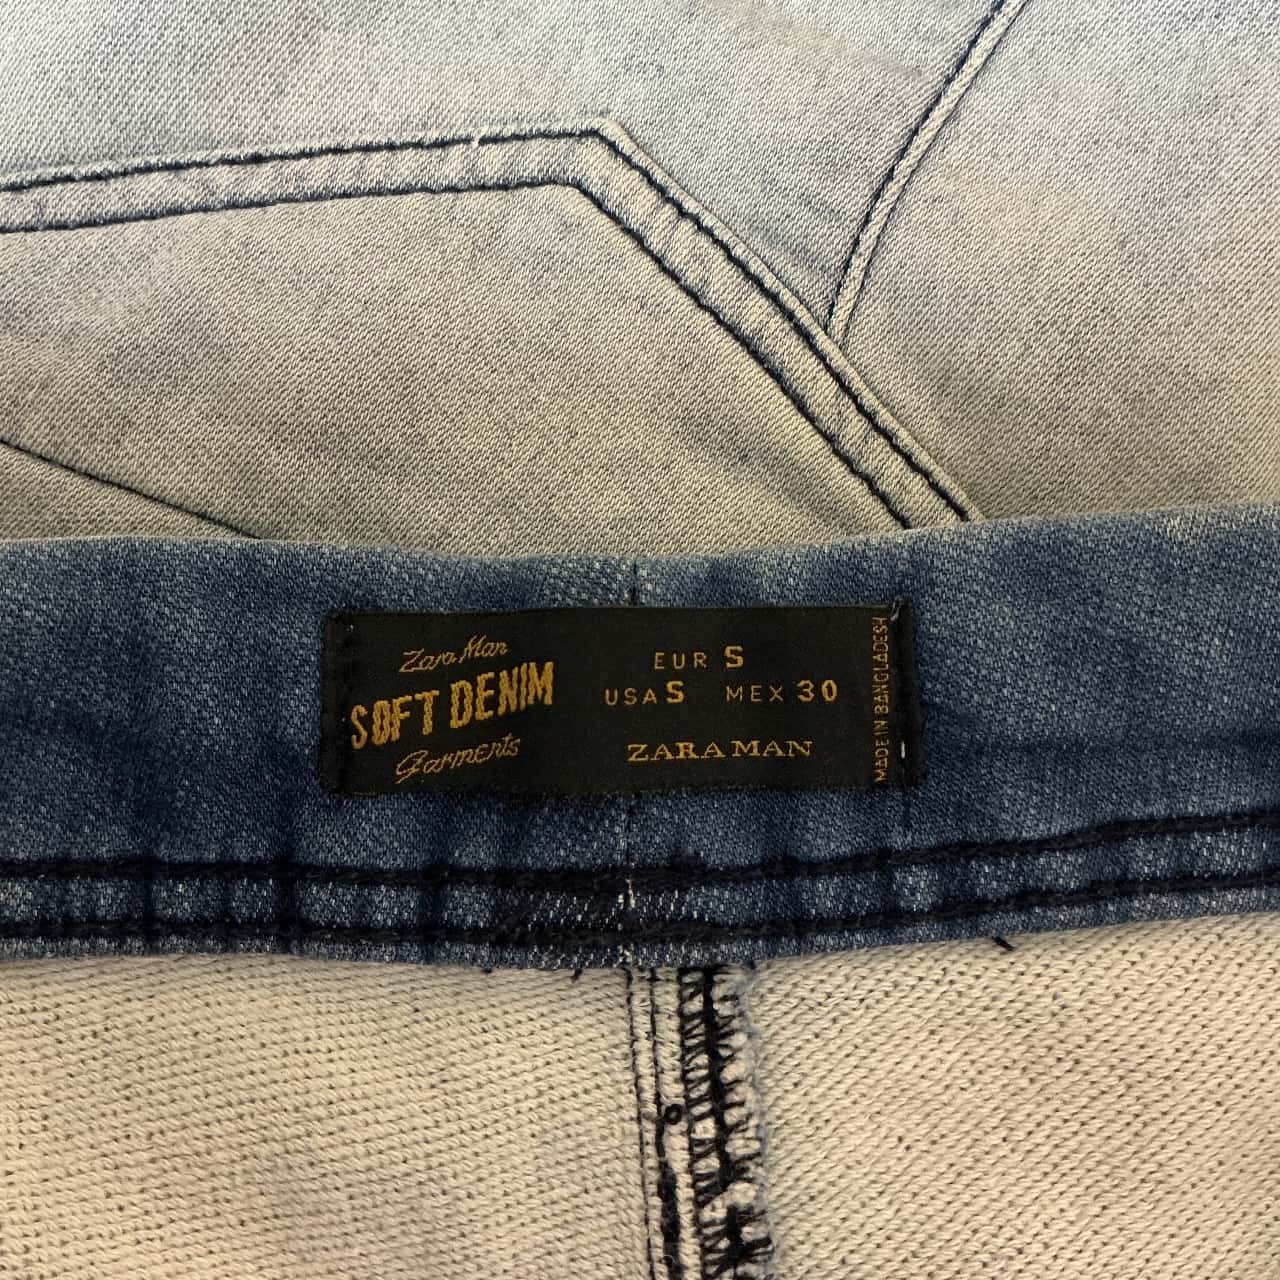 Zara Man
SOFT DENIM
Garments
EUR S
USA S MEX 30
ZARA MAN
MADE IN BANGLADESH